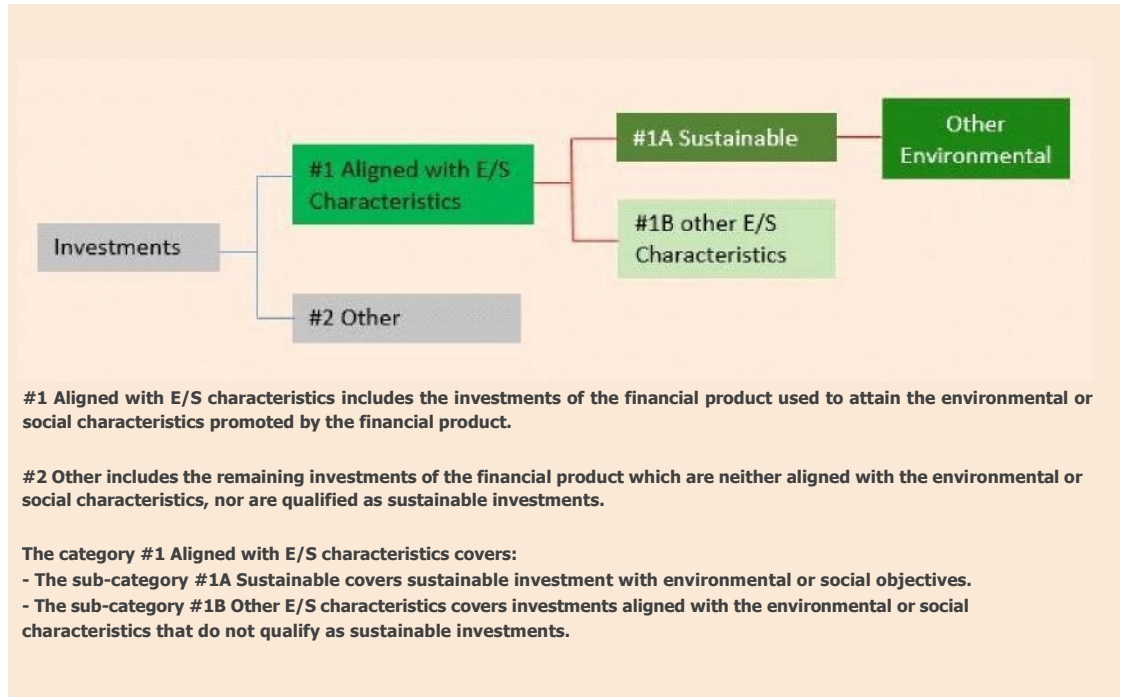 Investments
#1 Aligned with E/S
Characteristics
#2 Other
#1A Sustainable
#1B other E/S
Characteristics
Other
Environmental
#1 Aligned with E/S characteristics includes the investments of the financial product used to attain the environmental or
social characteristics promoted by the financial product.
#2 Other includes the remaining investments of the financial product which are neither aligned with the environmental or
social characteristics, nor are qualified as sustainable investments.
The category #1 Aligned with E/S characteristics covers:
- The sub-category #1A Sustainable covers sustainable investment with environmental or social objectives.
- The sub-category #1B Other E/S characteristics covers investments aligned with the environmental or social
characteristics that do not qualify as sustainable investments.